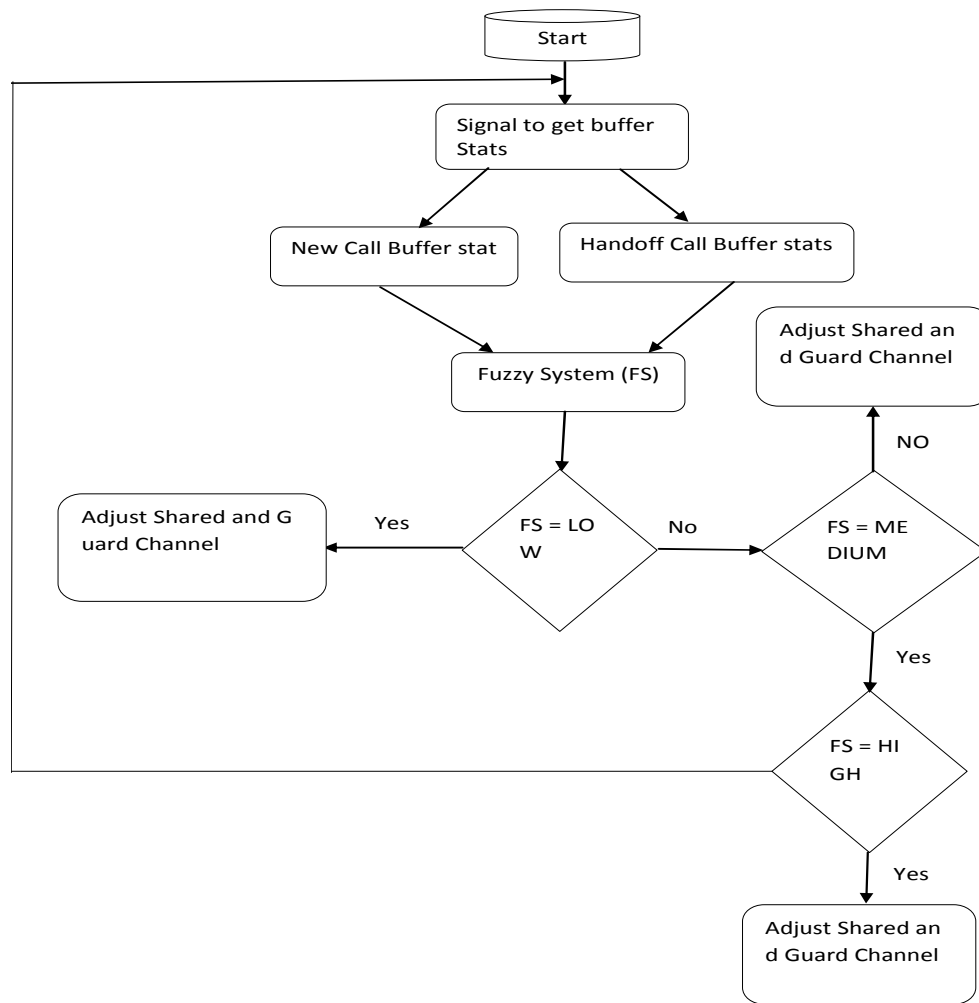 Start
Signal to get buffer
Stats
New Call Buffer stat
Handoff Call Buffer stats
Adjust Shared an
d Guard Channel
Fuzzy System (FS)
NO
Adjust Shared and G
uard Channel
Yes
FS = LO
W
No
FS = ME
DIUM
Yes
FS = HI
GH
Yes
Adjust Shared an
d Guard Channel